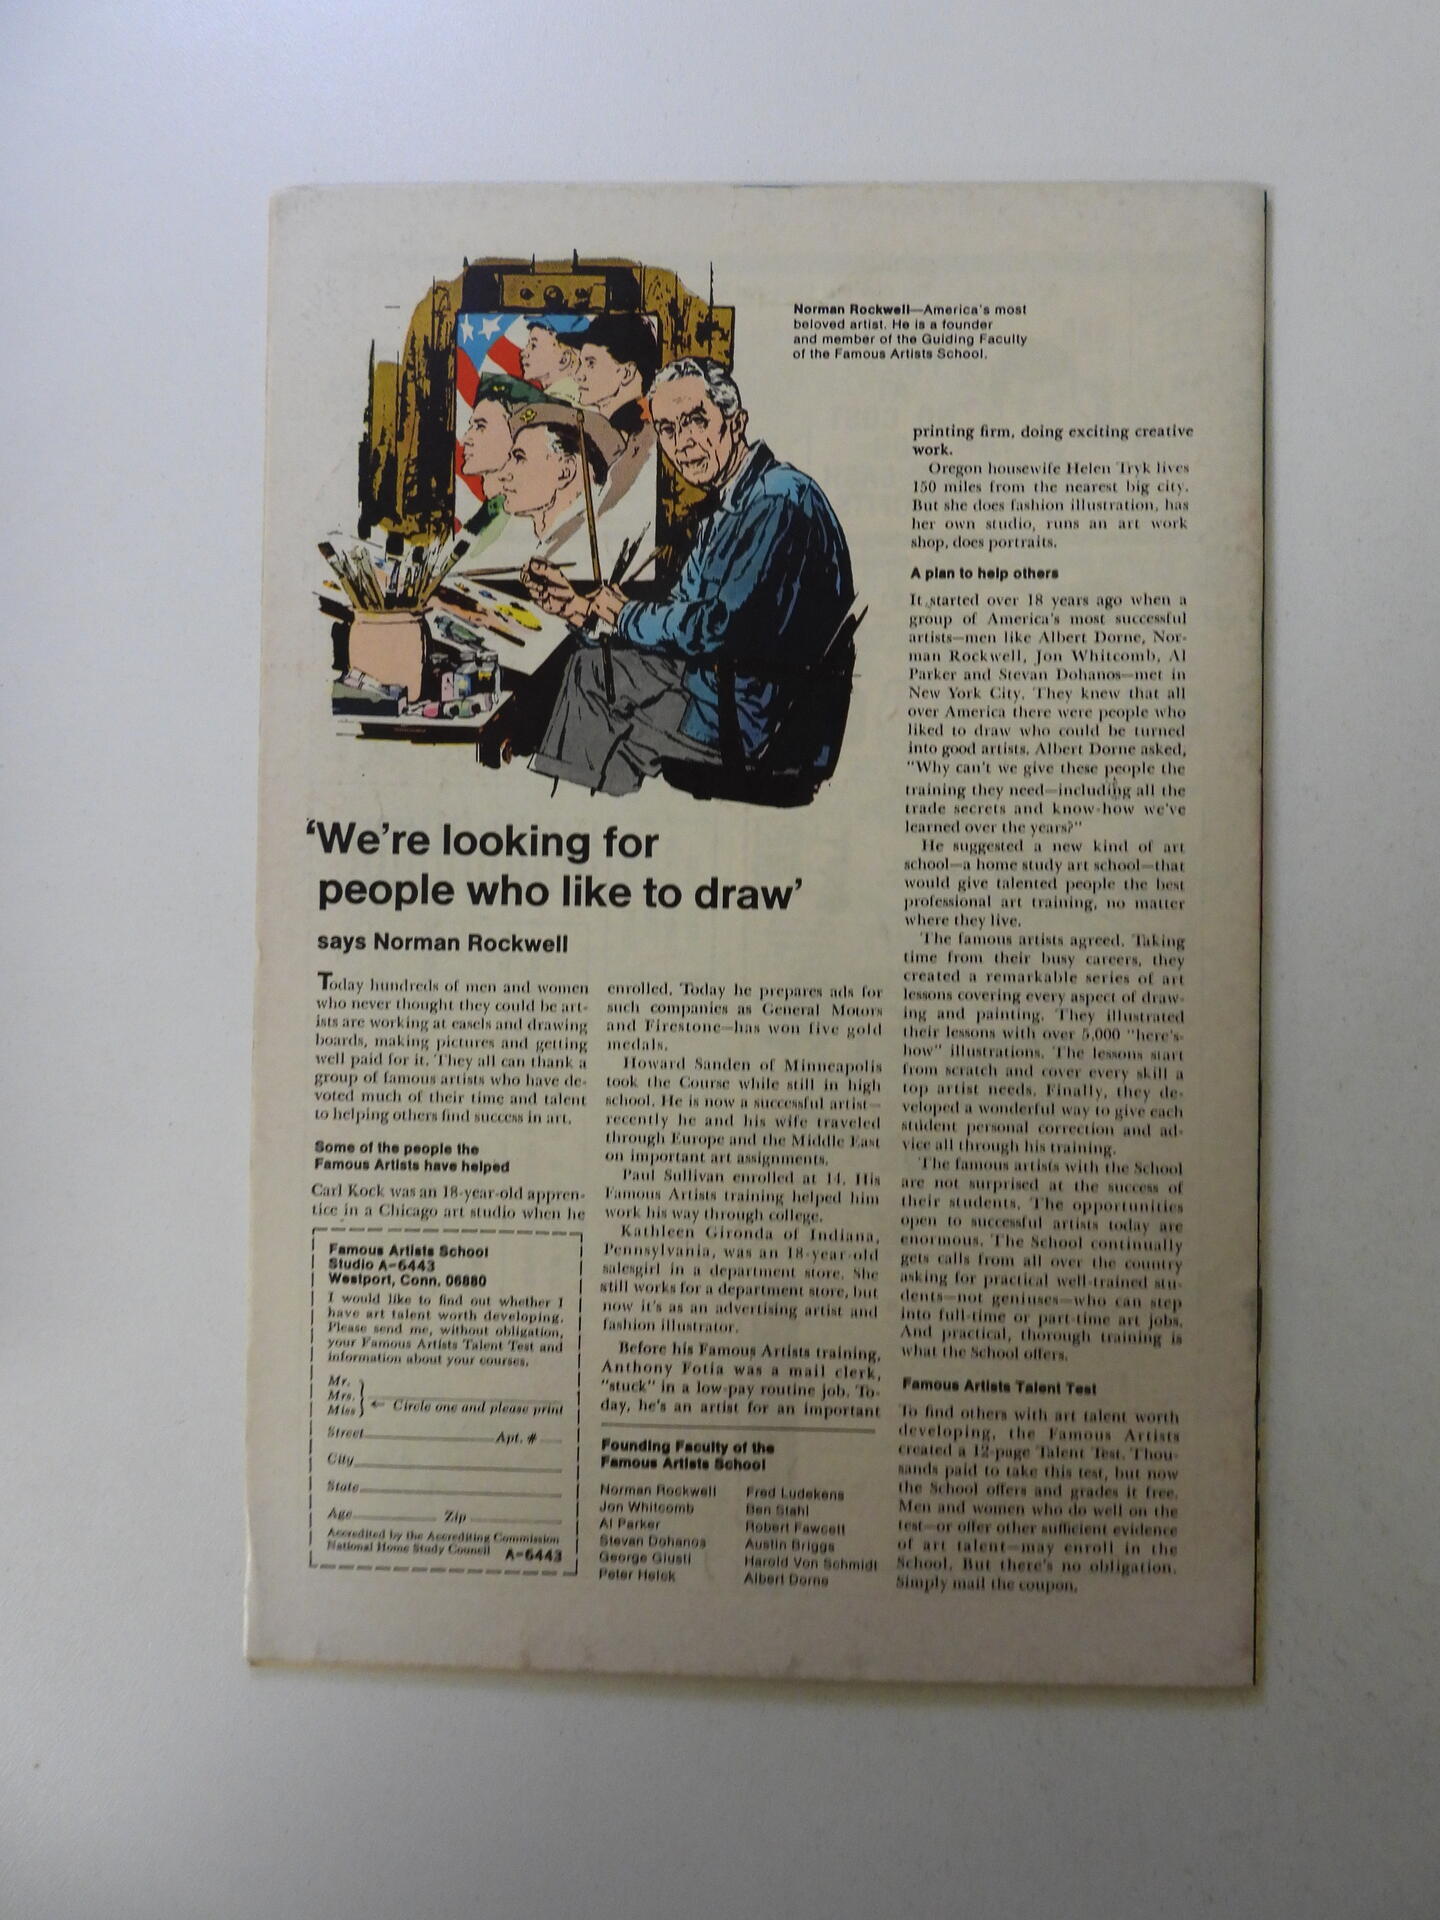 Norman Rockwell—America's most
beloved artist. He is a founder
and member of the Guiding Faculty
of the Famous Artists School.
'We're looking for
people who like to draw'
says Norman Rockwell
Today hundreds of men and women
who never thought they could be art-
ists are working at easels and drawing
boards, making pictures and getting
well paid for it. They all can thank a
group of famous artists who have de-
voted much of their time and talent
to helping others find success in art.
Some of the people the
Famous Artists have helped
Carl Kock was an 18-year-old appren-
tice in a Chicago art studio when he
enrolled. Today he prepares ads for
such companies as General Motors
and Firestone—has won five gold
medals.
Howard Sanden of Minneapolis
took the Course while still in high
school. He is now a successful artist—
recently he and his wife traveled
through Europe and the Middle East
on important art assignments.
Paul Sullivan enrolled at 14. His
Famous Artists training helped him
work his way through college.
Kathleen Gironda of Indiana,
Pennsylvania, was an 18-year-old
salesgirl in a department store. She
still works for a department store, but
now it's as an advertising artist and
fashion illustrator.
Before his Famous Artists training,
Anthony Fotia was a mail clerk,
"stuck" in a low-pay routine job. To-
day, he's an artist for an important
printing firm, doing exciting creative
work.
Oregon housewife Helen Tryk lives
150 miles from the nearest big city.
But she does fashion illustration, has
her own studio, runs an art work
shop, does portraits.
A plan to help others
It started over 18 years ago when a
group of America's most successful
artists—men like Albert Dorne, Nor-
man Rockwell, Jon Whitcomb, Al
Parker and Stevan Dohanos—met in
New York City. They knew that all
over America there were people who
liked to draw who could be turned
into good artists. Albert Dorne asked,
"Why can't we give these people the
training they need—including all the
trade secrets and know-how we've
learned over the years?"
He suggested a new kind of art
school—a home study art school—that
would give talented people the best
professional art training, no matter
where they live.
The famous artists agreed. Taking
time from their busy careers, they
created a remarkable series of art
lessons covering every aspect of draw-
ing and painting. They illustrated
their lessons with over 5,000 "here's-
how" illustrations. The lessons start
from scratch and cover every skill a
top artist needs. Finally, they de-
veloped a wonderful way to give each
student personal correction and ad-
vice all through his training.
The famous artists with the School
are not surprised at the success of
their students. The opportunities
open to successful artists today are
enormous. The School continually
gets calls from all over the country
asking for practical well-trained stu-
dents—not geniuses—who can step
into full-time or part-time art jobs.
And practical, thorough training is
what the School offers.
Famous Artists Talent Test
To find others with art talent worth
developing, the Famous Artists
created a 12-page Talent Test. Thou-
sands paid to take this test, but now
the School offers and grades it free.
Men and women who do well on the
test—or offer other sufficient evidence
of art talent—may enroll in the
School. But there's no obligation.
Simply mail the coupon.
Famous Artists School
Studio A-6443
Westport, Conn. 06880
I would like to find out whether I
have art talent worth developing.
Please send me, without obligation,
your Famous Artists Talent Test and
information about your courses.
Mr.
Mrs.
Miss
Circle one and please print
Street Apt. #
City
State
Age Zip
Accredited by the Accrediting Commission
National Home Study Council A-6443
Founding Faculty of the
Famous Artists School
Norman Rockwell
Jon Whitcomb
Al Parker
Stevan Dohanos
George Giusti
Peter Helck
Fred Ludekens
Ben Stahl
Robert Fawcett
Austin Briggs
Harold Von Schmidt
Albert Dorne